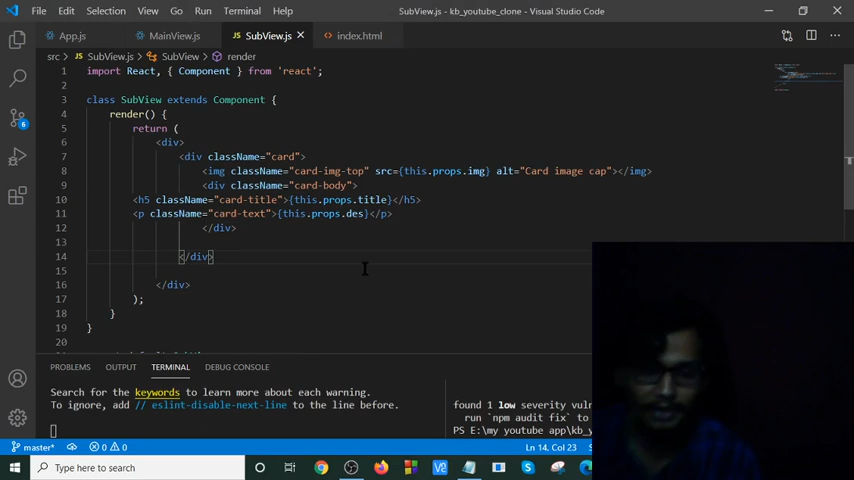 File Edit Selection View Go Run Terminal Help SubView.js - kb_youtube_clone - Visual Studio Code
App.js MainView.js SubView.js index.html
src > SubView.js > SubView > render
1 import React, { Component } from 'react';
2
3 class SubView extends Component {
4 render() {
5 return (
6 <div>
7 <div className="card">
8 <img className="card-img-top" src={this.props.img} alt="Card image cap"></img>
9 <div className="card-body">
10 <h5 className="card-title">{this.props.title}</h5>
11 <p className="card-text">{this.props.des}</p>
12 </div>
13
14 </div>
15
16 </div>
17 );
18 }
19 }
20
PROBLEMS OUTPUT TERMINAL DEBUG CONSOLE
Search for the keywords to learn more about each warning.
To ignore, add // eslint-disable-next-line to the line before.
found 1 low severity vuln
run `npm audit fix` to
PS E:\my youtube app\kb_y
6
master* 0 0 Ln 14, Col 23
Type here to search